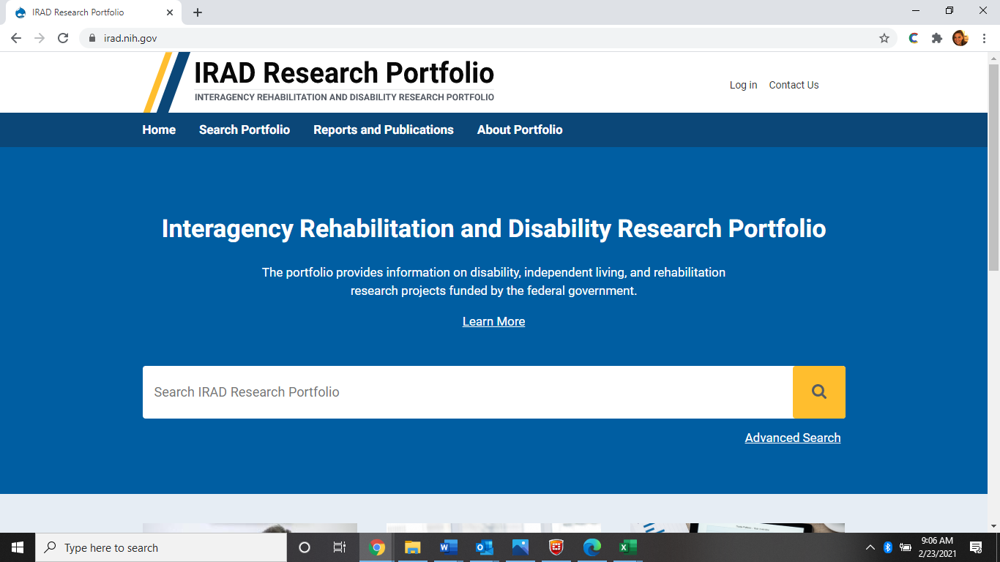 IRAD Research Portfolio
irad.nih.gov
IRAD Research Portfolio
INTERAGENCY REHABILITATION AND DISABILITY RESEARCH PORTFOLIO
Log in Contact Us
Home Search Portfolio Reports and Publications About Portfolio
Interagency Rehabilitation and Disability Research Portfolio
The portfolio provides information on disability, independent living, and rehabilitation
research projects funded by the federal government.
Learn More
Search IRAD Research Portfolio
Advanced Search
Type here to search
9:06 AM
2/23/2021